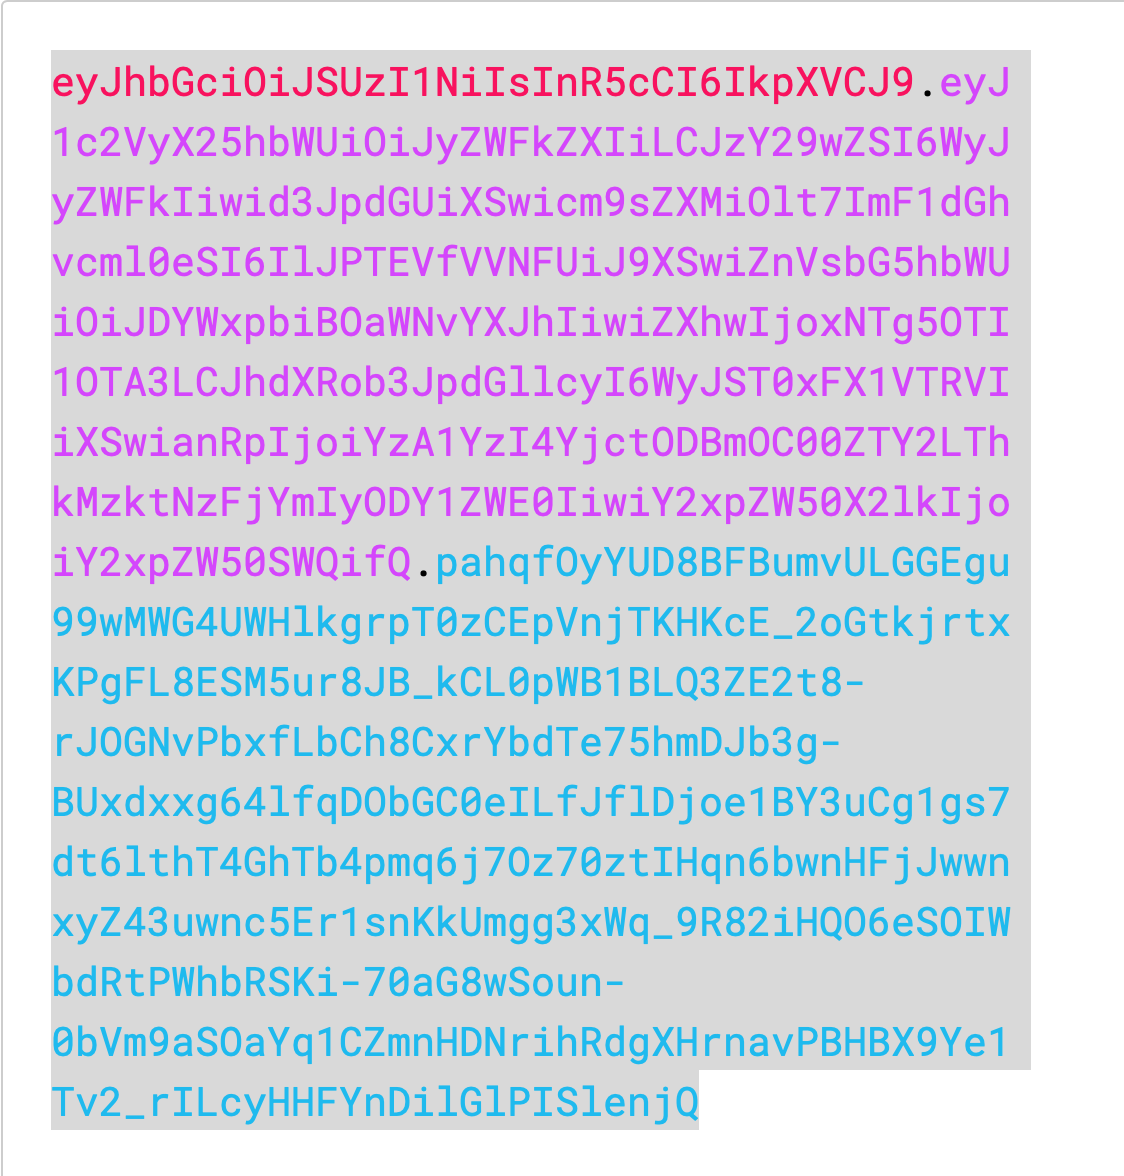 eyJhbGciOiJSUzI1NiIsInR5cCI6IkpXVCJ9.eyJ
1c2VyX25hbWUiOiJyZWFkZXIiLCJzY29wZSI6WyJ
yZWFkIiwid3JpdGUiXSwicm9sZXMiOlt7ImF1dGh
vcml0eSI6IlJPTEVfVVNFUiJ9XSwiZnVsbG5hbWU
iOiJDYWxpbiBOaWNvYXJhIiwiZXhwIjoxNTg5OTI
1OTA3LCJhdXRob3JpdGllcyI6WyJST0xFX1VTRVI
iXSwianRpIjoiYzA1YzI4YjctODBmOC00ZTY2LTh
kMzktNzFjYmIyODY1ZWE0IiwiY2xpZW50X2lkIjo
iY2xpZW50SWQifQ.pahqfOyYUD8BFBumvULGGEgu
99wMWG4UWHlkgrpT0zCEpVnjTKHKcE_2oGtkjrtx
KPgFL8ESM5ur8JB_kCL0pWB1BLQ3ZE2t8-
rJOGNvPbxfLbCh8CxrYbdTe75hmDJb3g-
BUxdxxg64lfqDObGC0eILfJflDjoe1BY3uCg1gs7
dt6lthT4GhTb4pmq6j7Oz70ztIHqn6bwnHFjJwwn
xyZ43uwnc5Er1snKkUmgg3xWq_9R82iHQO6eSOIW
bdRtPWhbRSKi-70aG8wSoun-
0bVm9aSOaYq1CZmnHDNrihRdgXHrnavPBHBX9Ye1
Tv2_rILcyHHFYnDilGlPISlenjQ